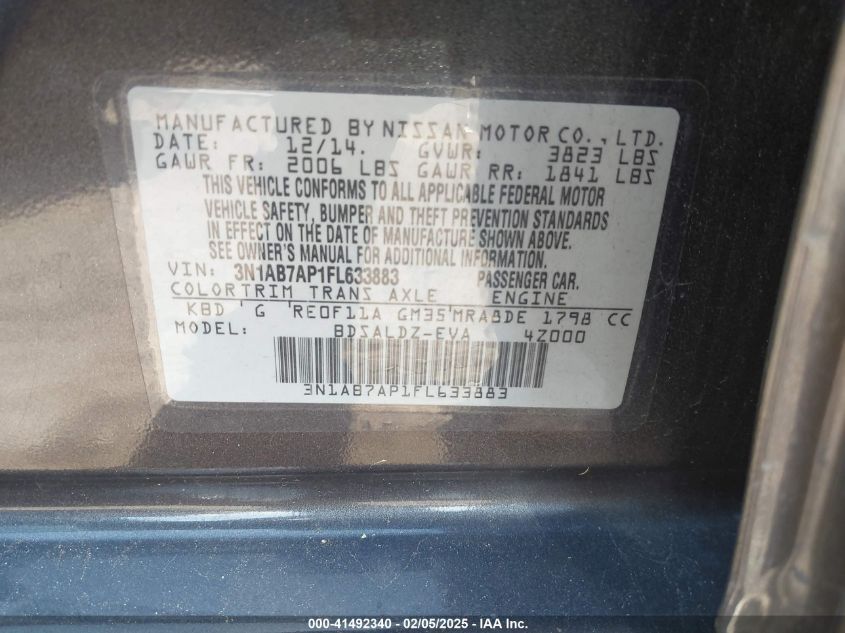 MANUFACTURED BY NISSAN MOTOR CO., LTD.
DATE: 12/14. GVWR: 3823 LBS
GAWR FR: 2006 LBS GAWR RR: 1841 LBS
THIS VEHICLE CONFORMS TO ALL APPLICABLE FEDERAL MOTOR
VEHICLE SAFETY, BUMPER AND THEFT PREVENTION STANDARDS
IN EFFECT ON THE DATE OF MANUFACTURE SHOWN ABOVE.
SEE OWNER'S MANUAL FOR ADDITIONAL INFORMATION.
VIN: 3N1AB7AP1FL633883 PASSENGER CAR.
COLOR TRIM TRANS AXLE ENGINE
KBD G RE0F11A GM35 MRA8DE 1798 CC
MODEL: BDSALDZ-EVA 4Z000
3N1AB7AP1FL633883
000-41492340 - 02/05/2025 - IAA Inc.